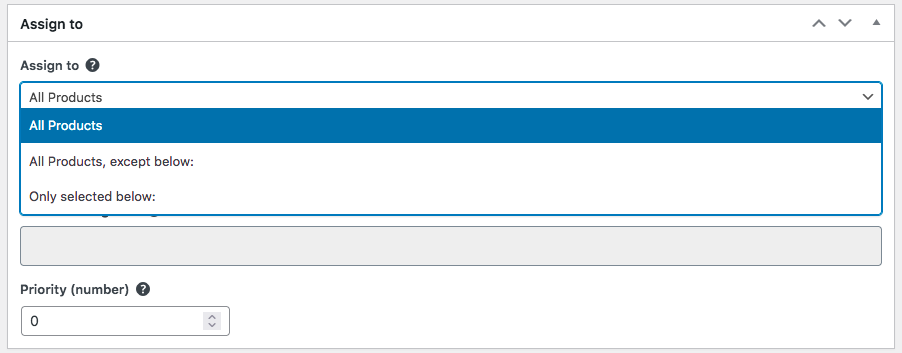 Assign to
Assign to ?
All Products
All Products
All Products, except below:
Only selected below:
Priority (number) ?
0